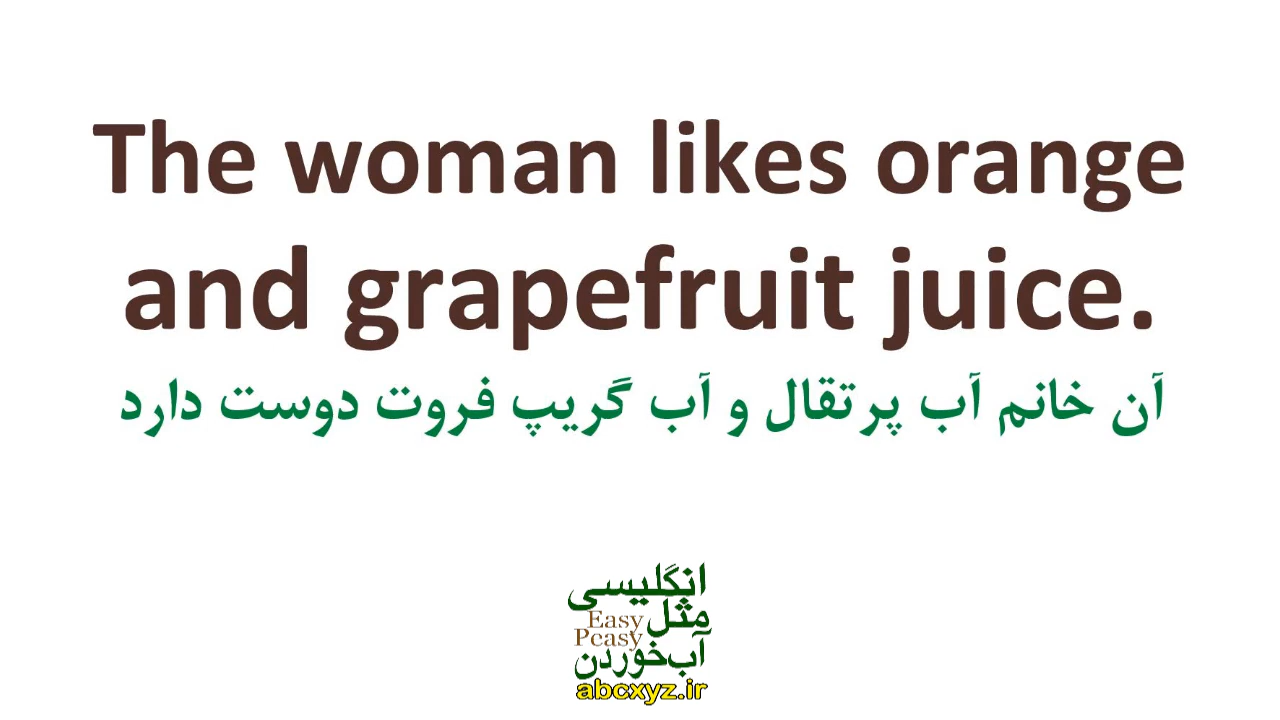 The woman likes orange
and grapefruit juice.
آن خانم آب پرتقال و آب گریپ فروت دوست دارد
انگلیسی
مثل
Easy
Peasy
آب‌خوردن
abcxyz.ir